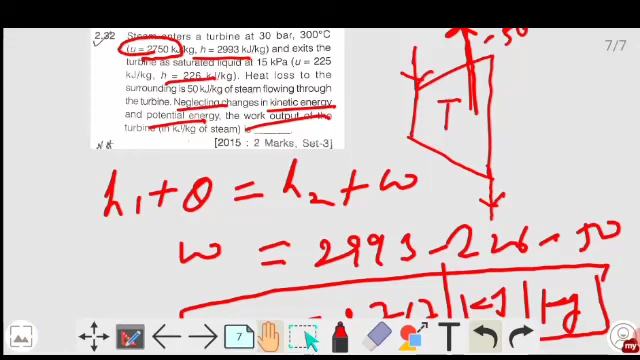 2.32 Steam enters a turbine at 30 bar, 300°C
(u = 2750 kJ/kg, h = 2993 kJ/kg) and exits the
turbine as saturated liquid at 15 kPa (u = 225
kJ/kg, h = 226 kJ/kg). Heat loss to the
surrounding is 50 kJ/kg of steam flowing through
the turbine. Neglecting changes in kinetic energy
and potential energy, the work output of the
turbine (in kJ/kg of steam) is
[2015 : 2 Marks, Set-3]
-50
7/7
T
h₁ + Q = h₂ + w
w = 2993 - 226 - 50
kJ/kg
7
T
my